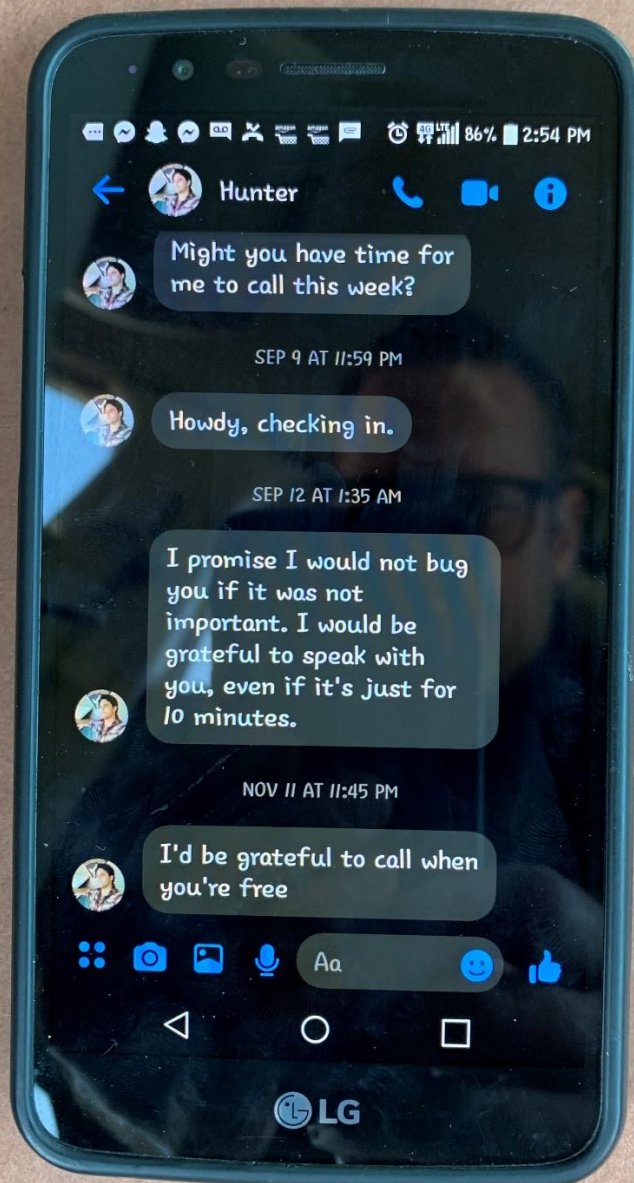 4G LTE 86% 2:54 PM
Hunter
Might you have time for
me to call this week?
SEP 9 AT 11:59 PM
Howdy, checking in.
SEP 12 AT 1:35 AM
I promise I would not bug
you if it was not
important. I would be
grateful to speak with
you, even if it's just for
10 minutes.
NOV 11 AT 11:45 PM
I'd be grateful to call when
you're free
Aa
LG